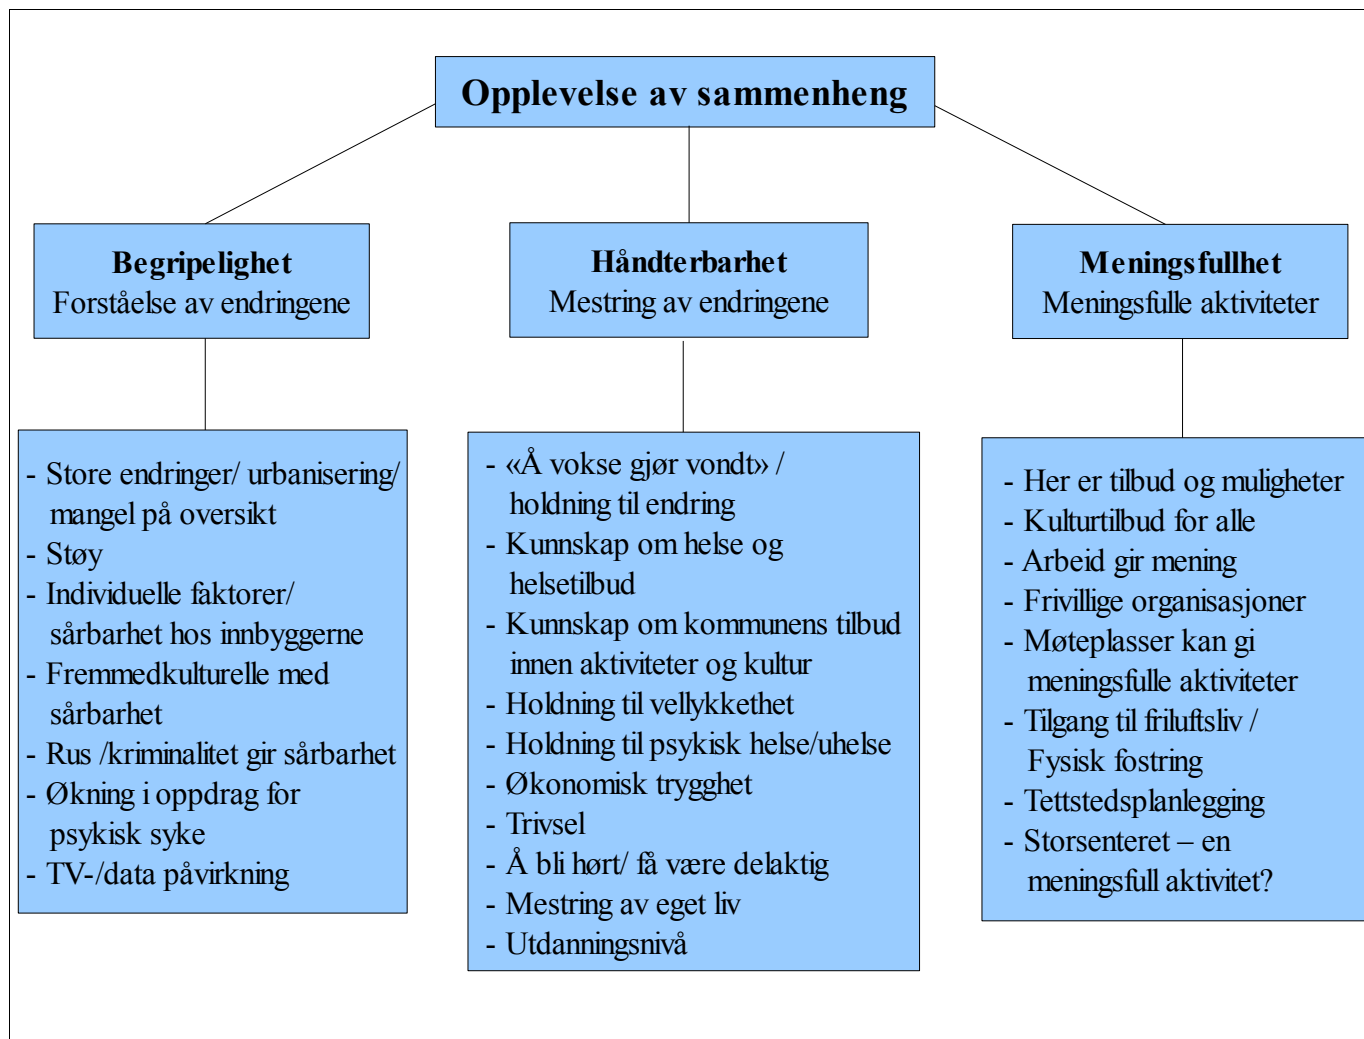 Opplevelse av sammenheng
Begripelighet
Forståelse av endringene
Håndterbarhet
Mestring av endringene
Meningsfullhet
Meningsfulle aktiviteter
- Store endringer/ urbanisering/
mangel på oversikt
- Støy
- Individuelle faktorer/
sårbarhet hos innbyggerne
- Fremmedkulturelle med
sårbarhet
- Rus /kriminalitet gir sårbarhet
- Økning i oppdrag for
psykisk syke
- TV-/data påvirkning
- «Å vokse gjør vondt» /
holdning til endring
- Kunnskap om helse og
helsetilbud
- Kunnskap om kommunens tilbud
innen aktiviteter og kultur
- Holdning til vellykkethet
- Holdning til psykisk helse/uhelse
- Økonomisk trygghet
- Trivsel
- Å bli hørt/ få være delaktig
- Mestring av eget liv
- Utdanningsnivå
- Her er tilbud og muligheter
- Kulturtilbud for alle
- Arbeid gir mening
- Frivillige organisasjoner
- Møteplasser kan gi
meningsfulle aktiviteter
- Tilgang til friluftsliv /
Fysisk fostring
- Tettstedsplanlegging
- Storsenteret – en
meningsfull aktivitet?